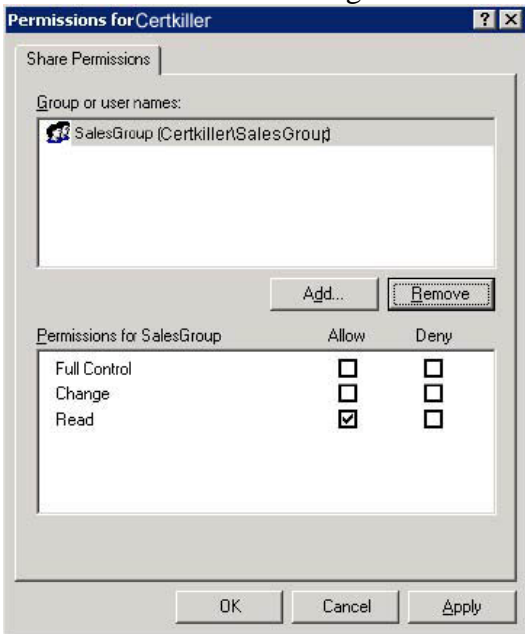 Permissions for Certkiller
Share Permissions
Group or user names:
SalesGroup (Certkiller\SalesGroup)
Add... Remove
Permissions for SalesGroup Allow Deny
Full Control
Change
Read
OK Cancel Apply